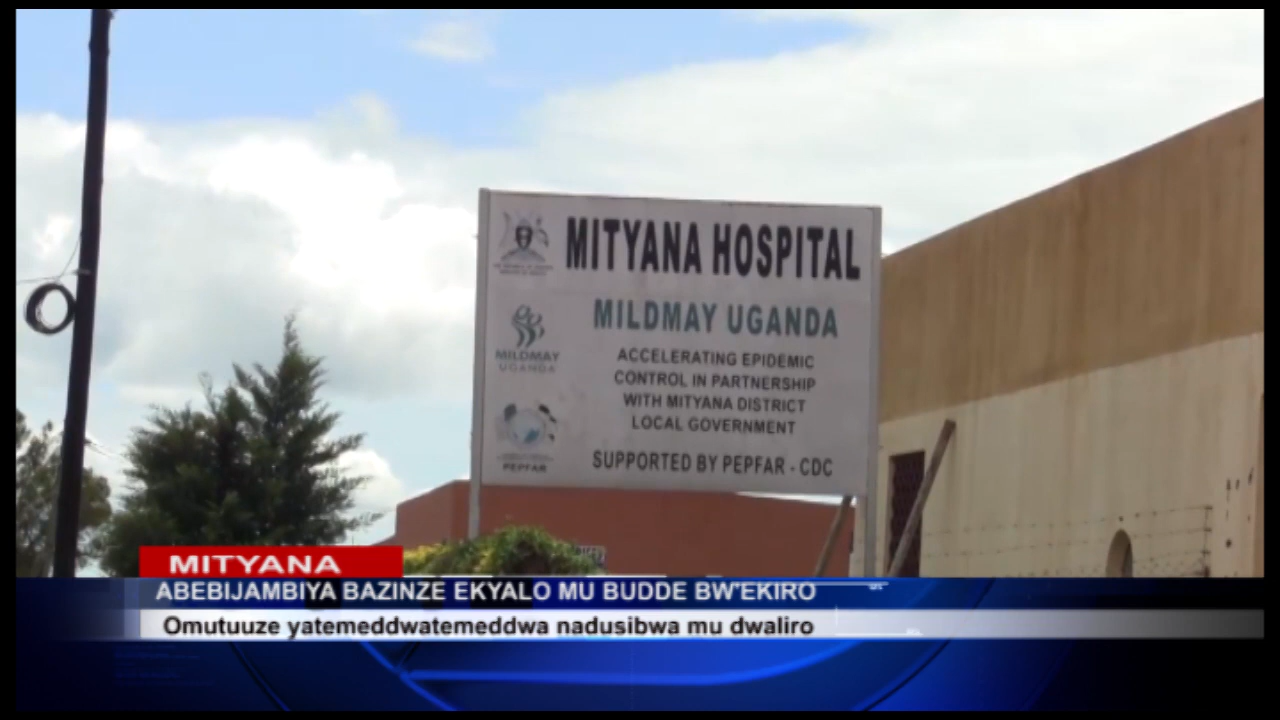 MITYANA HOSPITAL
MILDMAY UGANDA
ACCELERATING EPIDEMIC
CONTROL IN PARTNERSHIP
WITH MITYANA DISTRICT
LOCAL GOVERNMENT
SUPPORTED BY PEPFAR - CDC
MILDMAY
UGANDA
PEPFAR
MITYANA
ABEBIJAMBIYA BAZINZE EKYALO MU BUDDE BW'EKIRO
Omutuuze yatemeddwatemeddwa nadusibwa mu dwaliro